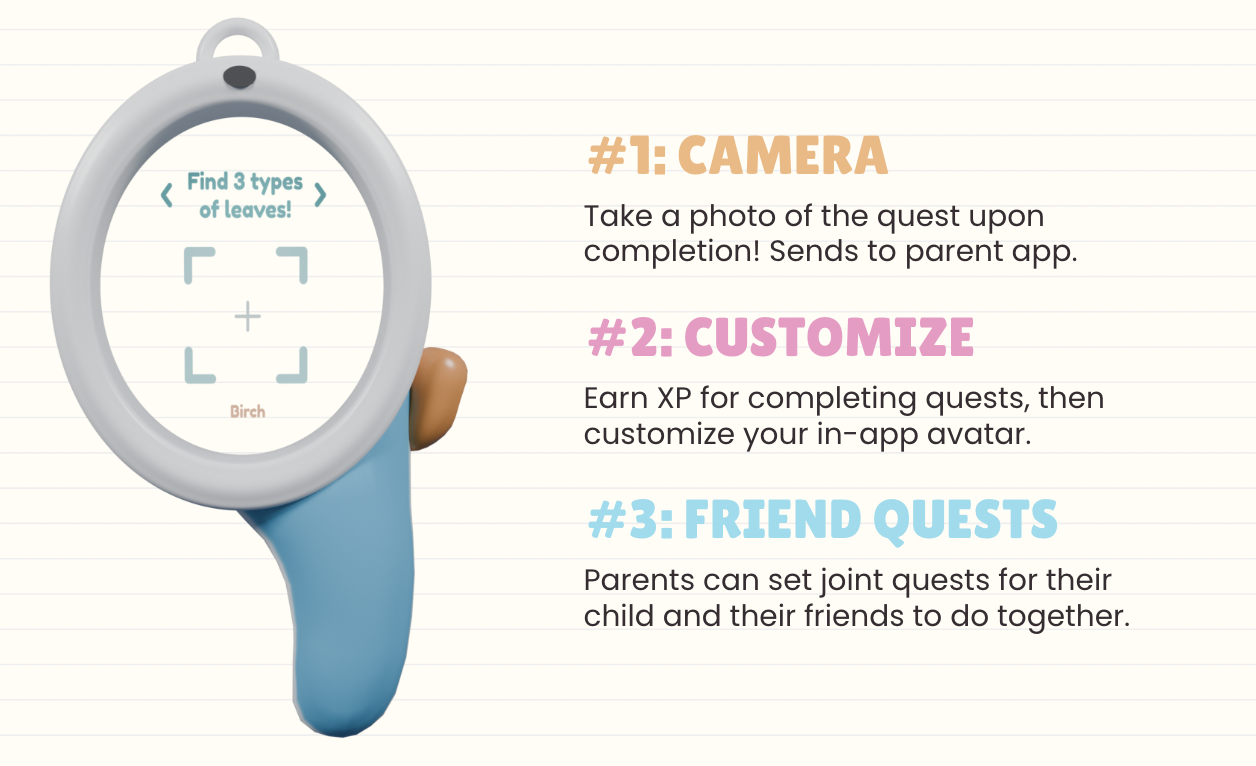 Find 3 types
of leaves!
Birch
#1: CAMERA
Take a photo of the quest upon
completion! Sends to parent app.
#2: CUSTOMIZE
Earn XP for completing quests, then
customize your in-app avatar.
#3: FRIEND QUESTS
Parents can set joint quests for their
child and their friends to do together.